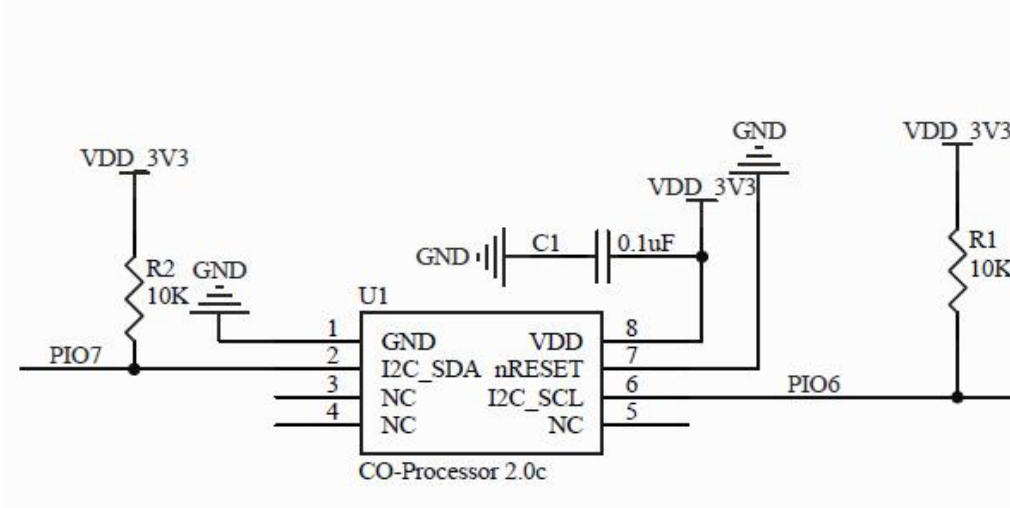 GND
VDD_3V3
VDD_3V3
VDD_3V3
GND
C1
0.1uF
R1
10K
R2
10K
GND
U1
1
GND
VDD
8
PIO7
2
I2C_SDA
nRESET
7
3
NC
I2C_SCL
6
PIO6
4
NC
NC
5
CO-Processor 2.0c